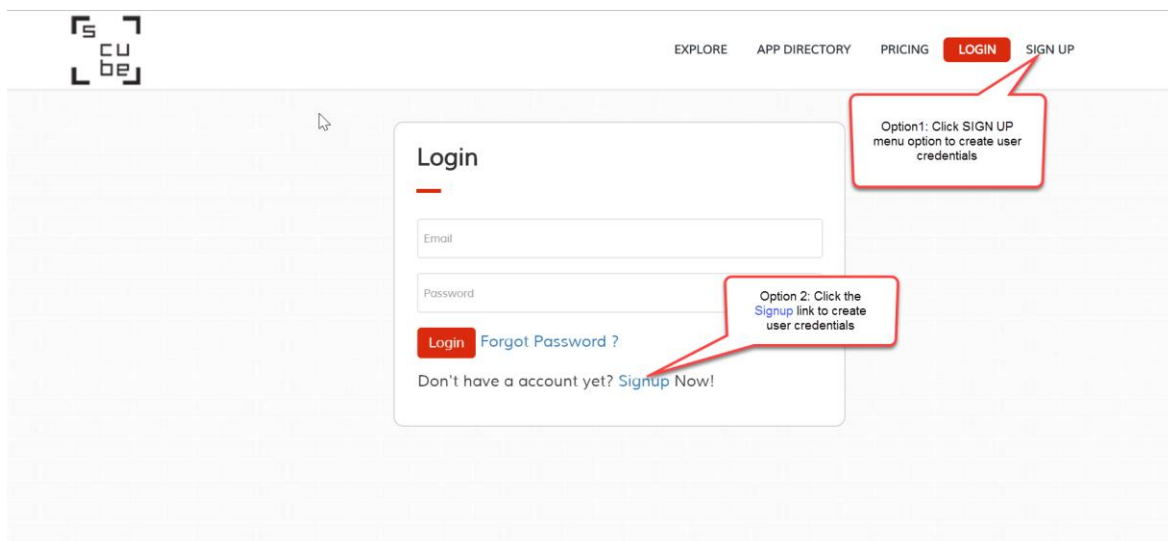 s
cu
be
EXPLORE APP DIRECTORY PRICING LOGIN SIGN UP
Option1: Click SIGN UP
menu option to create user
credentials
Login
Email
Password
Option 2: Click the
Signup link to create
user credentials
Login Forgot Password ?
Don't have a account yet? Signup Now!